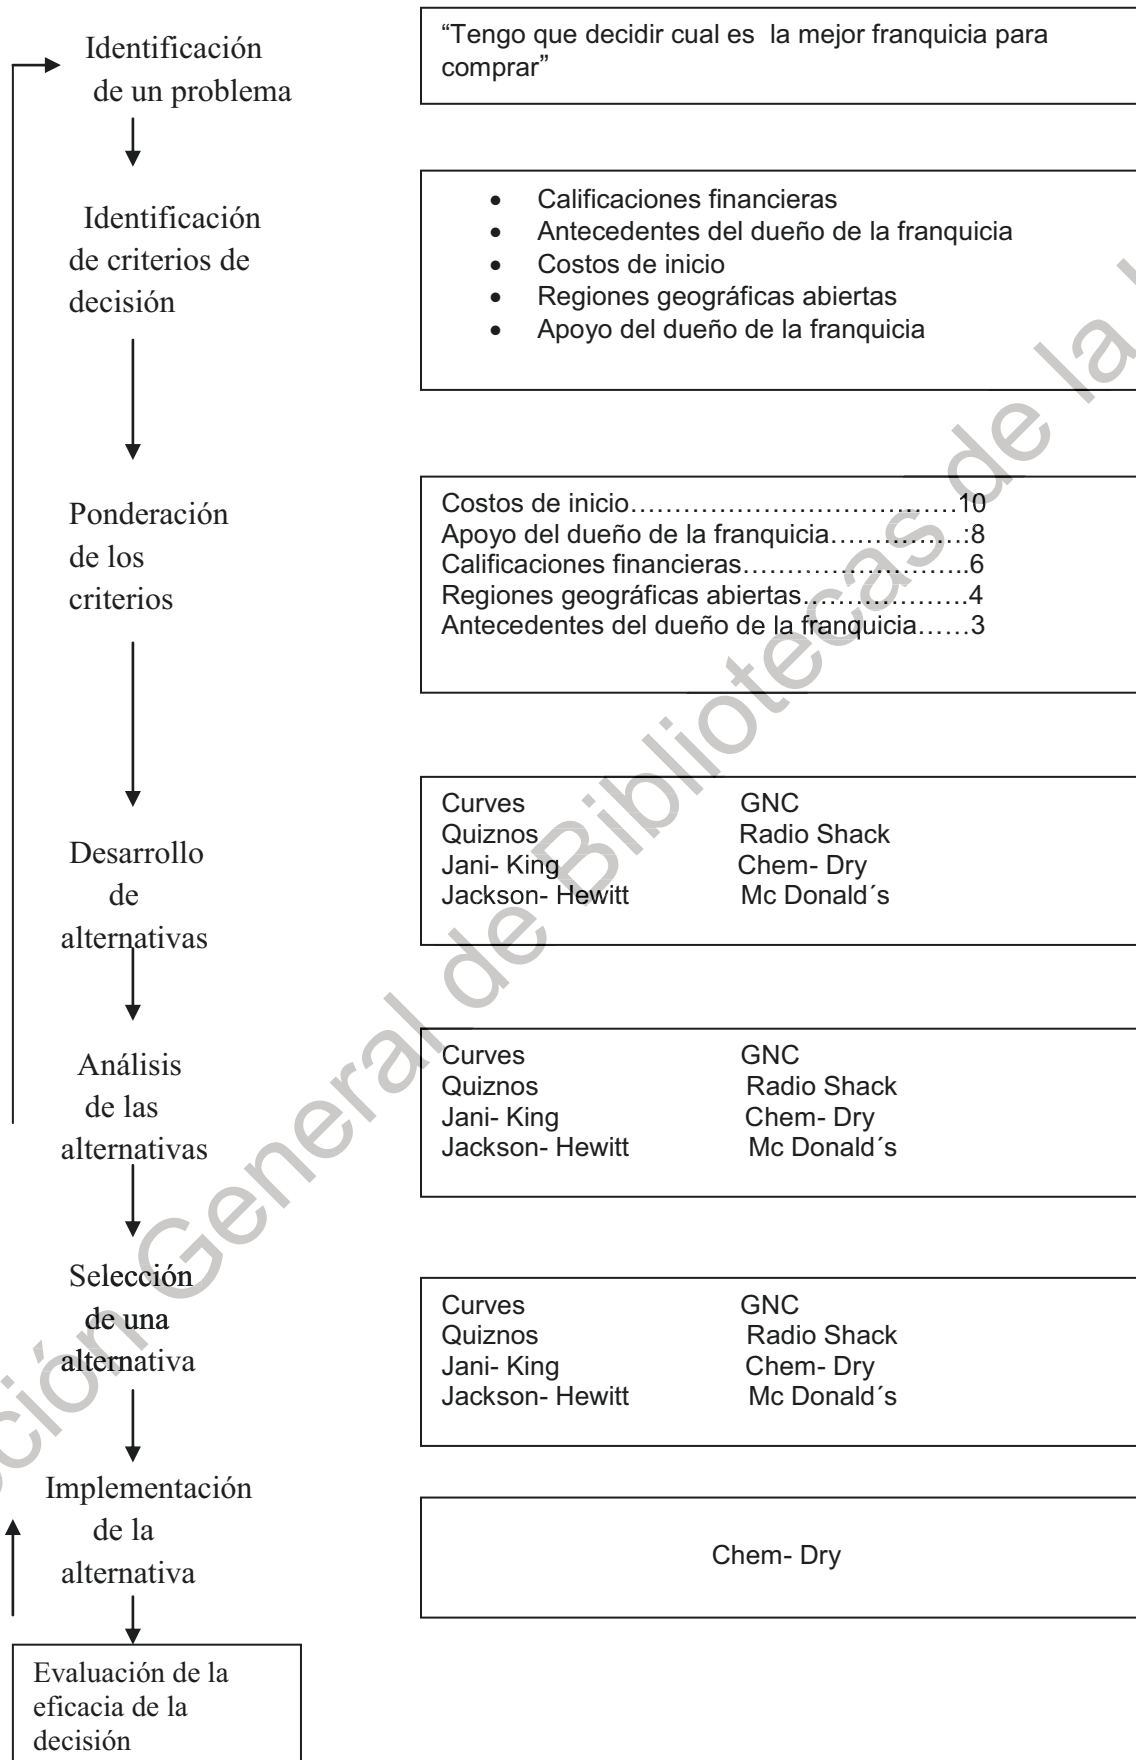 Identificación
de un problema
“Tengo que decidir cual es la mejor franquicia para
comprar”
Identificación
de criterios de
decisión
• Calificaciones financieras
• Antecedentes del dueño de la franquicia
• Costos de inicio
• Regiones geográficas abiertas
• Apoyo del dueño de la franquicia
Ponderación
de los
criterios
Costos de inicio……………………………….10
Apoyo del dueño de la franquicia……………:8
Calificaciones financieras……………………..6
Regiones geográficas abiertas……………….4
Antecedentes del dueño de la franquicia……3
Desarrollo
de
alternativas
Curves GNC
Quiznos Radio Shack
Jani- King Chem- Dry
Jackson- Hewitt Mc Donald´s
Análisis
de las
alternativas
Curves GNC
Quiznos Radio Shack
Jani- King Chem- Dry
Jackson- Hewitt Mc Donald´s
Selección
de una
alternativa
Curves GNC
Quiznos Radio Shack
Jani- King Chem- Dry
Jackson- Hewitt Mc Donald´s
Implementación
de la
alternativa
Chem- Dry
Evaluación de la
eficacia de la
decisión
General de Bibliotecas de la